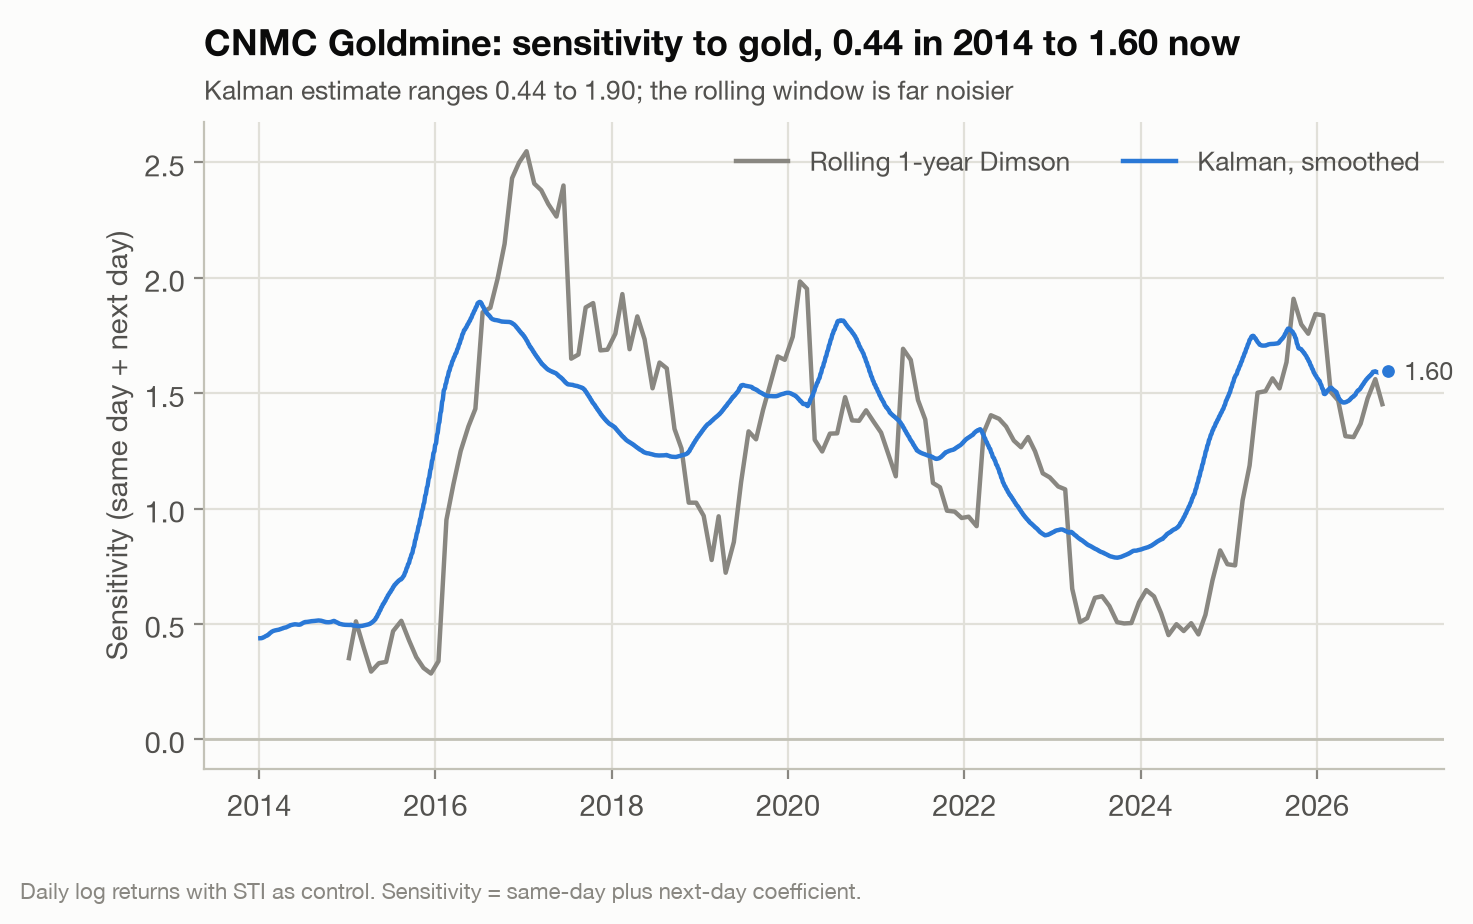 CNMC Goldmine: sensitivity to gold, 0.44 in 2014 to 1.60 now
Kalman estimate ranges 0.44 to 1.90; the rolling window is far noisier
Rolling 1-year Dimson
Kalman, smoothed
Sensitivity (same day + next day)
2.5
2.0
1.5
1.0
0.5
0.0
1.60
2014
2016
2018
2020
2022
2024
2026
Daily log returns with STI as control. Sensitivity = same-day plus next-day coefficient.